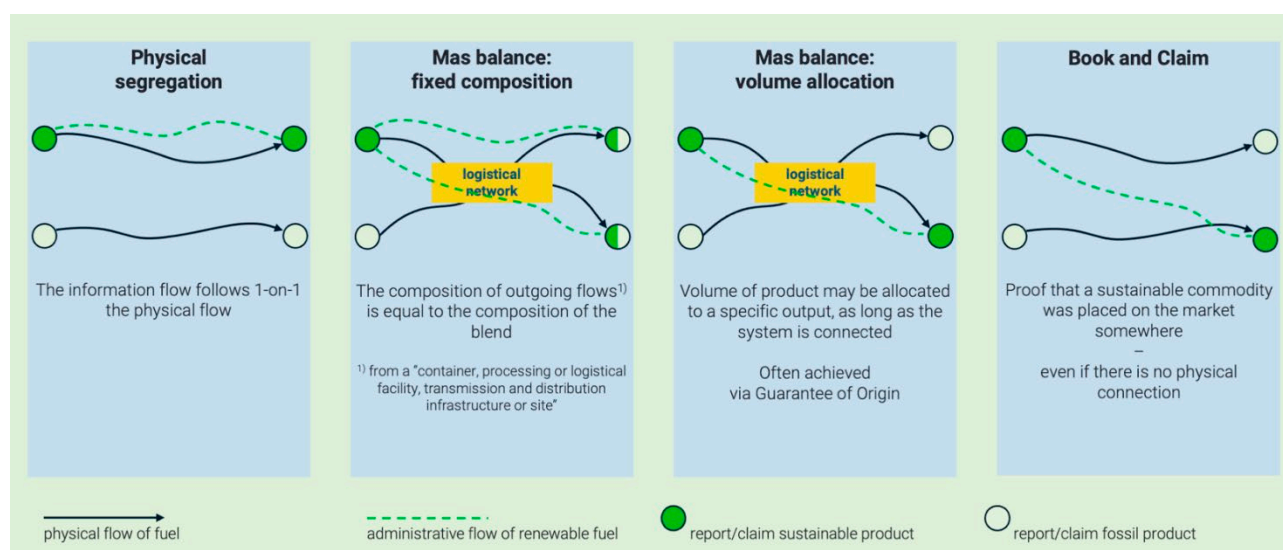 Physical
segregation
The information flow follows 1-on-1
the physical flow
Mas balance:
fixed composition
logistical
network
The composition of outgoing flows¹⁾
is equal to the composition of the
blend
¹⁾ from a "container, processing or logistical
facility, transmission and distribution
infrastructure or site"
Mas balance:
volume allocation
logistical
network
Volume of product may be allocated
to a specific output, as long as the
system is connected
Often achieved
via Guarantee of Origin
Book and Claim
Proof that a sustainable commodity
was placed on the market
somewhere
–
even if there is no physical
connection
physical flow of fuel
administrative flow of renewable fuel
report/claim sustainable product
report/claim fossil product